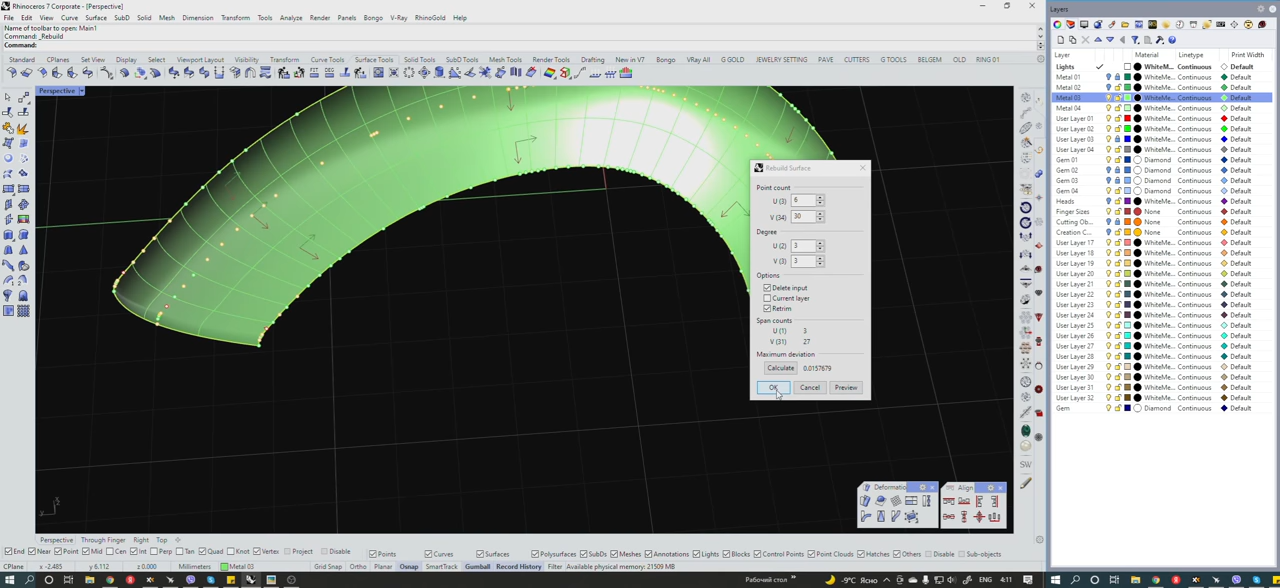 Rhinoceros 7 Corporate - [Perspective]
File Edit View Curve Surface SubD Solid Mesh Dimension Transform Tools Analyze Render Panels Bongo V-Ray RhinoGold Help
Name of toolbar to open: Main1
Command: _Rebuild
Command:
Standard CPlanes Set View Display Select Viewport Layout Visibility Transform Curve Tools Surface Tools Solid Tools SubD Tools Mesh Tools Render Tools Drafting New in V7 Bongo VRay All G GOLD JEWELRY SETTING PAVE CUTTERS G TOOLS BELGEM OLD RING 01
Perspective
Rebuild Surface
Point count
U (3) 6
V (34) 30
Degree
U (2) 3
V (3) 3
Options
Delete input
Current layer
Retrim
Span counts
U (1) 3
V (31) 27
Maximum deviation
Calculate 0.0157679
OK Cancel Preview
Deformatio
Align
SW
Perspective Through Finger Right Top
End Near Point Mid Cen Int Perp Tan Quad Knot Vertex Project Disable Points Curves Surfaces Polysurfaces SubDs Meshes Annotations Lights Blocks Control Points Point Clouds Hatches Others Disable Sub-objects
CPlane x -2.485 y 6.112 z 0.000 Millimeters Metal 03 Grid Snap Ortho Planar Osnap SmartTrack Gumball Record History Filter Available physical memory: 21509 MB
Рабочий стол -9°C Ясно ENG 4:11
Layers
Layer Material Linetype Print Width
Lights WhiteM... Continuous Default
Metal 01 WhiteMe... Continuous Default
Metal 02 WhiteMe... Continuous Default
Metal 03 WhiteMe... Continuous Default
Metal 04 WhiteMe... Continuous Default
User Layer 01 WhiteMe... Continuous Default
User Layer 02 WhiteMe... Continuous Default
User Layer 03 WhiteMe... Continuous Default
User Layer 04 WhiteMe... Continuous Default
Gem 01 Diamond Continuous Default
Gem 02 Diamond Continuous Default
Gem 03 Diamond Continuous Default
Gem 04 Diamond Continuous Default
Heads WhiteMe... Continuous Default
Finger Sizes None Continuous Default
Cutting Obj... None Continuous Default
Creation C... None Continuous Default
User Layer 17 WhiteMe... Continuous Default
User Layer 18 WhiteMe... Continuous Default
User Layer 19 WhiteMe... Continuous Default
User Layer 20 WhiteMe... Continuous Default
User Layer 21 WhiteMe... Continuous Default
User Layer 22 WhiteMe... Continuous Default
User Layer 23 WhiteMe... Continuous Default
User Layer 24 WhiteMe... Continuous Default
User Layer 25 WhiteMe... Continuous Default
User Layer 26 WhiteMe... Continuous Default
User Layer 27 WhiteMe... Continuous Default
User Layer 28 WhiteMe... Continuous Default
User Layer 29 WhiteMe... Continuous Default
User Layer 30 WhiteMe... Continuous Default
User Layer 31 WhiteMe... Continuous Default
User Layer 32 WhiteMe... Continuous Default
Gem Diamond Continuous Default
ENG 4:11